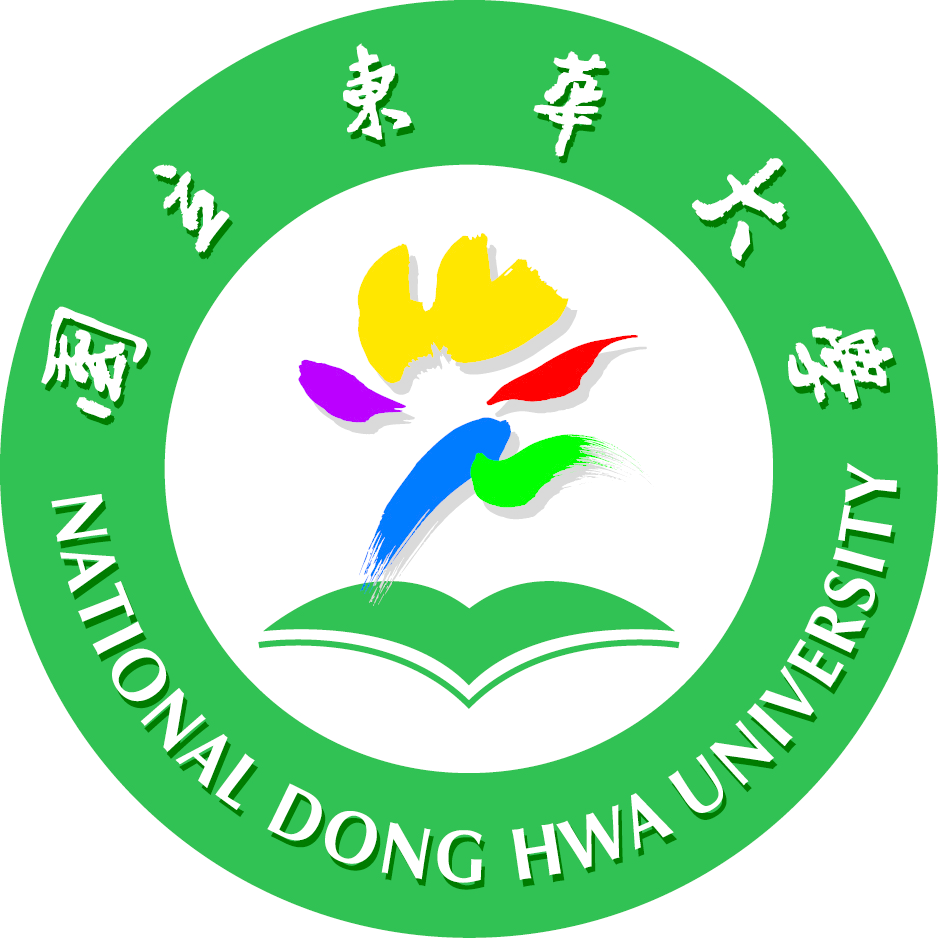 國立東華大學
NATIONAL DONG HWA UNIVERSITY